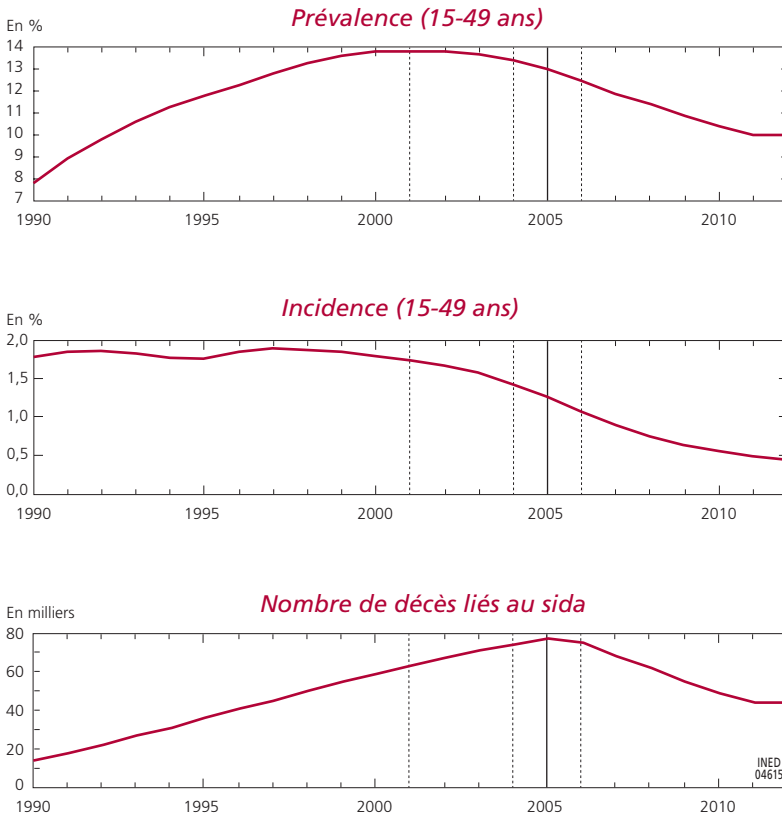 Prévalence (15-49 ans)
En %
14
13
12
11
10
9
8
7
1990 1995 2000 2005 2010
Incidence (15-49 ans)
En %
2,0
1,5
1,0
0,5
0,0
1990 1995 2000 2005 2010
Nombre de décès liés au sida
En milliers
80
60
40
20
0
INED
04615
1990 1995 2000 2005 2010